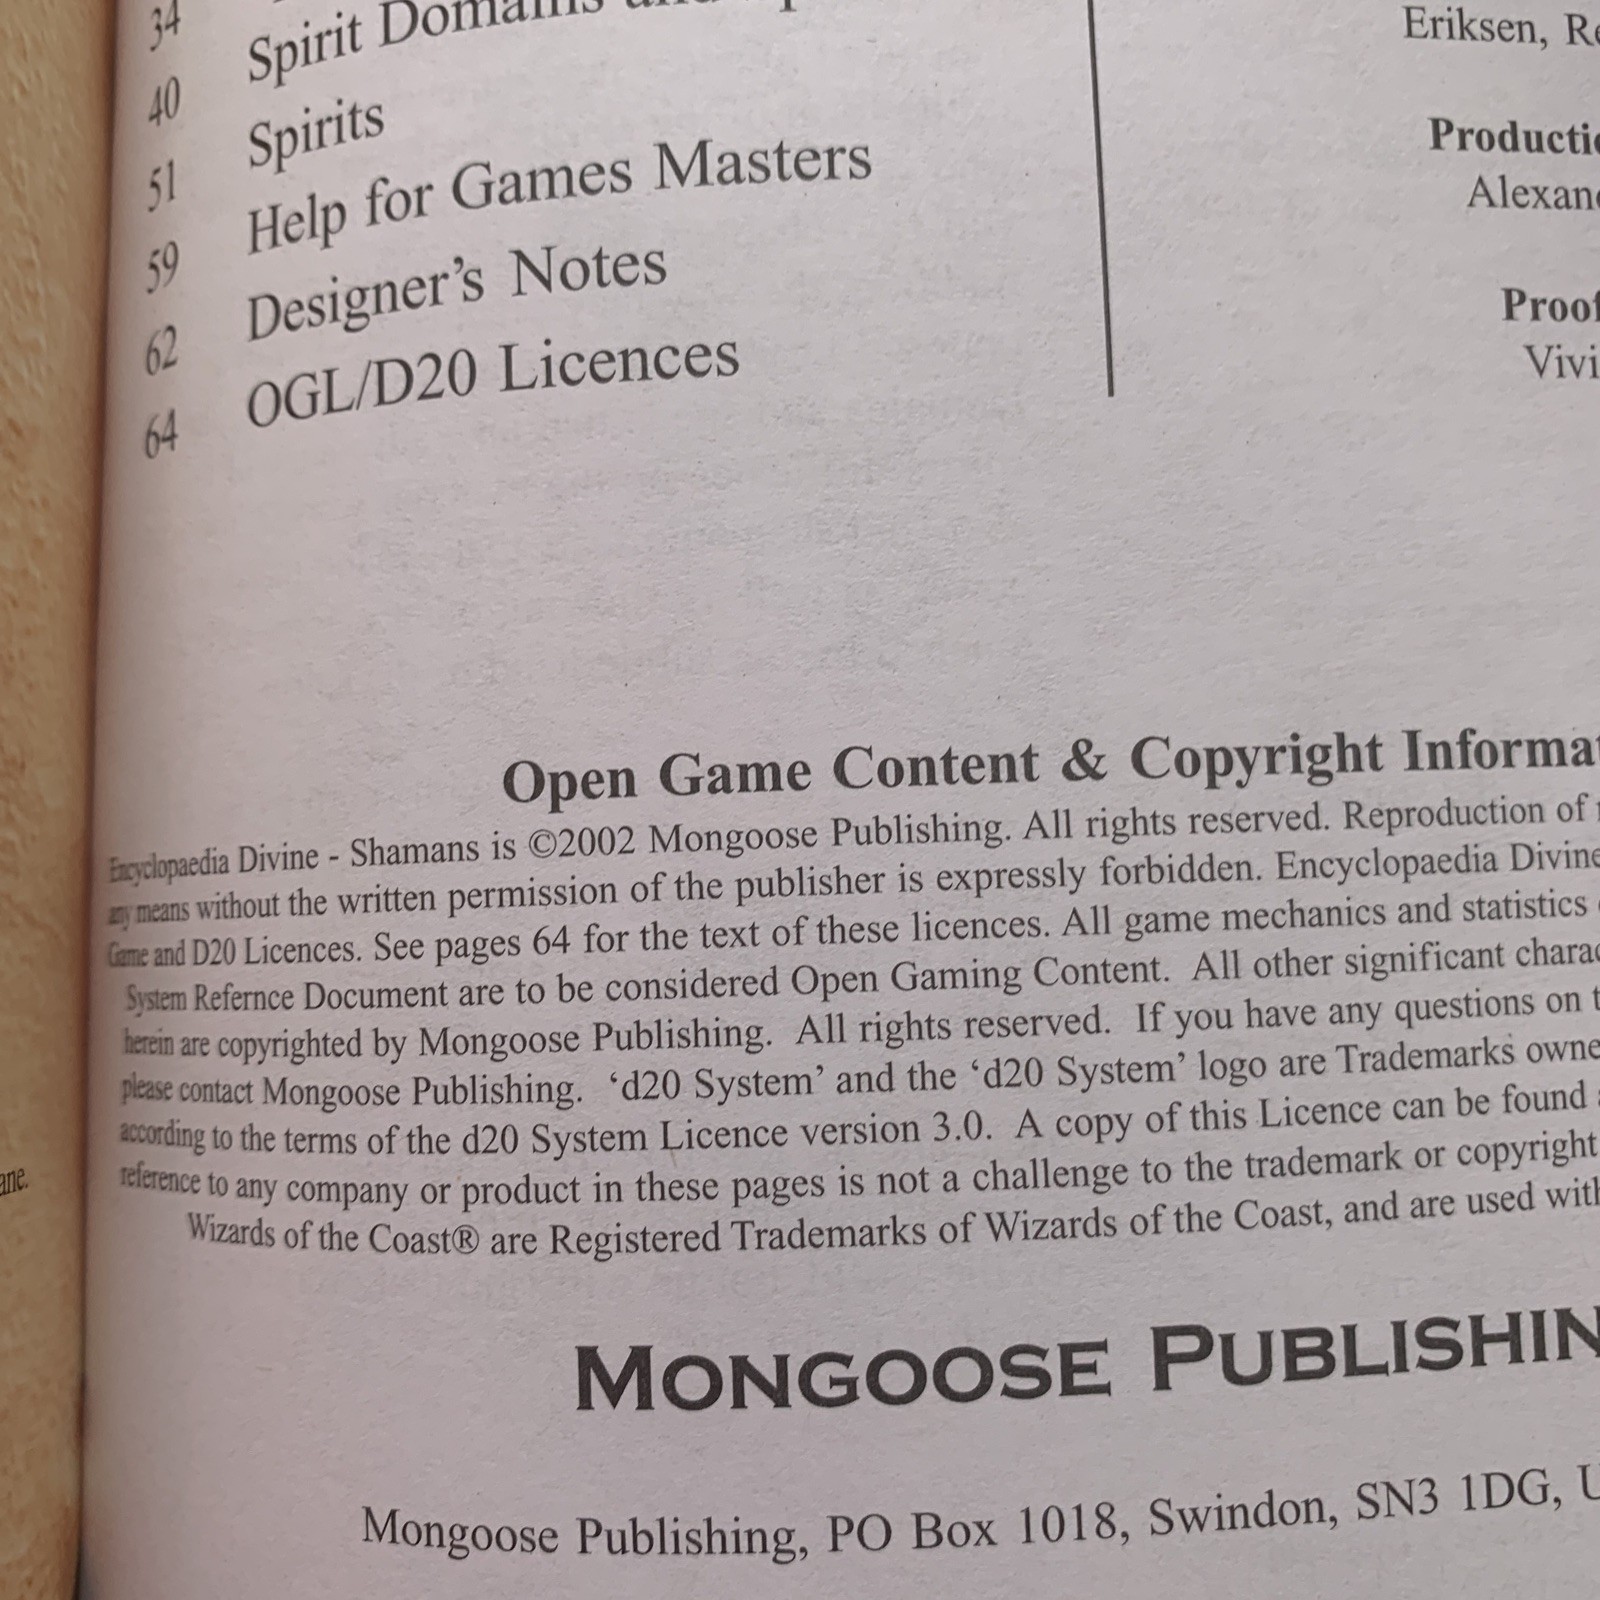 34
40 Spirit Domains and
51 Spirits
59 Help for Games Masters
62 Designer's Notes
64 OGL/D20 Licences
Eriksen, Re
Productio
Alexand
Proof
Vivi
Open Game Content & Copyright Informat
Encyclopaedia Divine - Shamans is ©2002 Mongoose Publishing. All rights reserved. Reproduction of
any means without the written permission of the publisher is expressly forbidden. Encyclopaedia Divine
Game and D20 Licences. See pages 64 for the text of these licences. All game mechanics and statistics
System Refernce Document are to be considered Open Gaming Content. All other significant charac
herein are copyrighted by Mongoose Publishing. All rights reserved. If you have any questions on t
please contact Mongoose Publishing. ‘d20 System’ and the ‘d20 System’ logo are Trademarks owne
according to the terms of the d20 System Licence version 3.0. A copy of this Licence can be found
reference to any company or product in these pages is not a challenge to the trademark or copyright
Wizards of the Coast® are Registered Trademarks of Wizards of the Coast, and are used with
MONGOOSE PUBLISHIN
Mongoose Publishing, PO Box 1018, Swindon, SN3 1DG, U
ane.